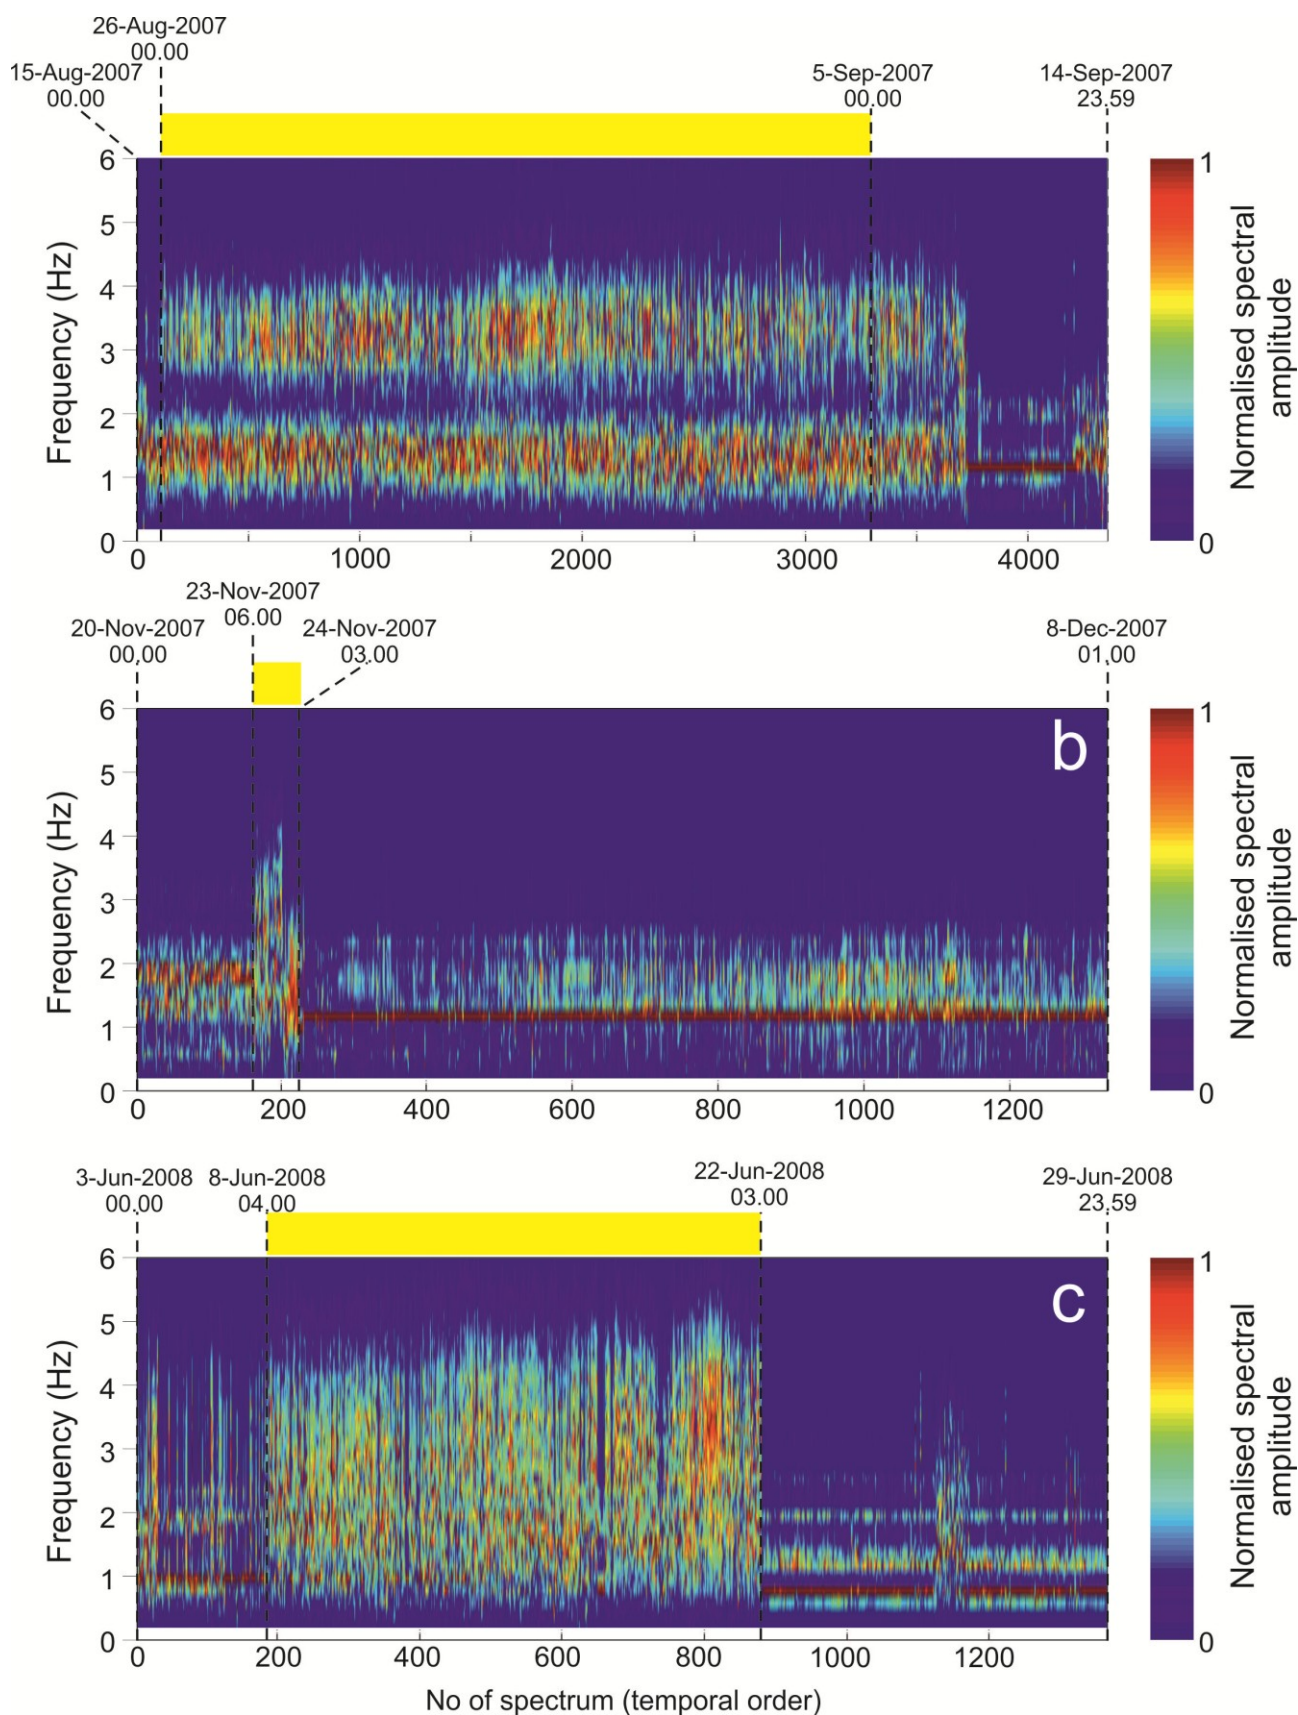 26-Aug-2007
00.00
15-Aug-2007
00.00
5-Sep-2007
00.00
14-Sep-2007
23.59
6
5
4
3
2
1
0
Frequency (Hz)
0
1000
2000
3000
4000
1
0
Normalised spectral
amplitude
23-Nov-2007
06.00
20-Nov-2007
00.00
24-Nov-2007
03.00
8-Dec-2007
01.00
b
6
5
4
3
2
1
0
Frequency (Hz)
0
200
400
600
800
1000
1200
1
0
Normalised spectral
amplitude
3-Jun-2008
00.00
8-Jun-2008
04.00
22-Jun-2008
03.00
29-Jun-2008
23.59
c
6
5
4
3
2
1
0
Frequency (Hz)
0
200
400
600
800
1000
1200
No of spectrum (temporal order)
1
0
Normalised spectral
amplitude